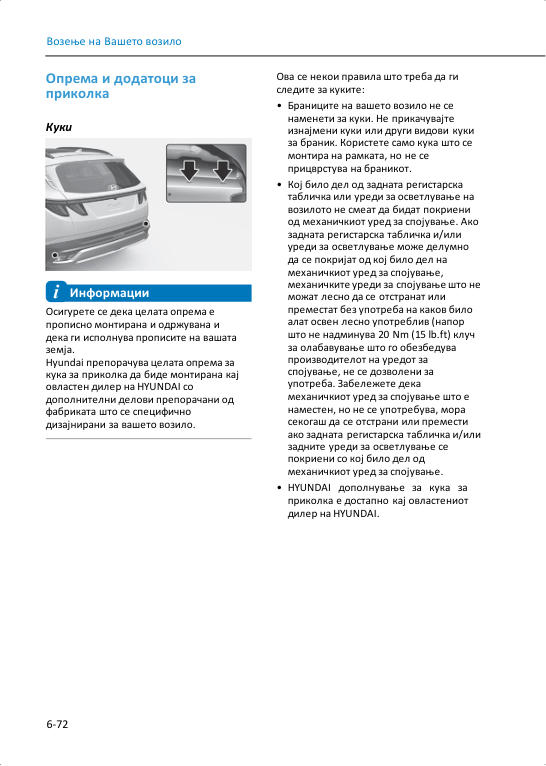 Возење на Вашето возило
Опрема и додатоци за
приколка
Куки
i Информации
Осигурете се дека целата опрема е
прописно монтирана и одржувана и
дека ги исполнува прописите на вашата
земја.
Hyundai препорачува целата опрема за
кука за приколка да биде монтирана кај
овластен дилер на HYUNDAI со
дополнителни делови препорачани од
фабриката што се специфично
дизајнирани за вашето возило.
Ова се некои правила што треба да ги
следите за куките:
• Браниците на вашето возило не се
наменети за куки. Не прикачувајте
изнајмени куки или други видови куки
за браник. Користете само кука што се
монтира на рамката, но не се
прицврстува на браникот.
• Кој било дел од задната регистарска
табличка или уреди за осветлување на
возилото не смеат да бидат покриени
од механичкиот уред за спојување. Ако
задната регистарска табличка и/или
уреди за осветлување може делумно
да се покријат од кој било дел на
механичкиот уред за спојување,
механичките уреди за спојување што не
можат лесно да се отстранат или
преместат без употреба на каков било
алат освен лесно употреблив (напор
што не надминува 20 Nm (15 lb.ft) клуч
за олабавување што го обезбедува
производителот на уредот за
спојување, не се дозволени за
употреба. Забележете дека
механичкиот уред за спојување што е
наместен, но не се употребува, мора
секогаш да се отстрани или премести
ако задната регистарска табличка и/или
задните уреди за осветлување се
покриени со кој било дел од
механичкиот уред за спојување.
• HYUNDAI дополнување за кука за
приколка е достапно кај овластениот
дилер на HYUNDAI.
6-72